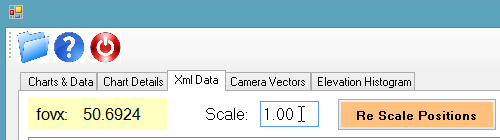 Charts & Data Chart Details Xml Data Camera Vectors Elevation Histogram
fovx: 50.6924 Scale: 1.00 Re Scale Positions